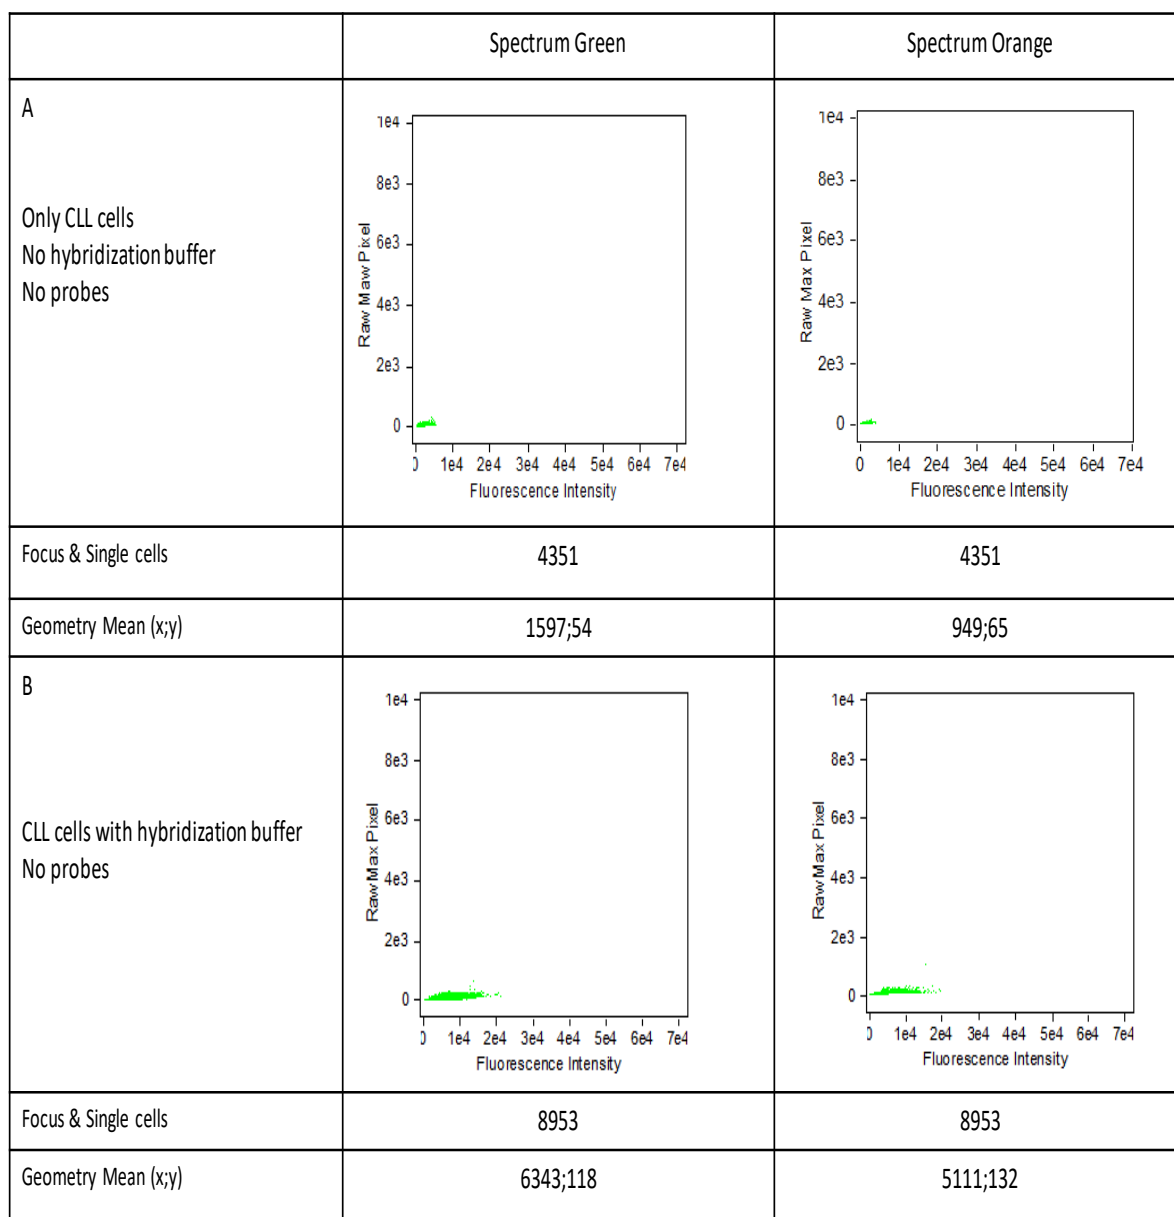 Spectrum Green
Spectrum Orange
A
Only CLL cells
No hybridization buffer
No probes
1e4
8e3
6e3
4e3
2e3
0
Raw Maw Pixel
0 1e4 2e4 3e4 4e4 5e4 6e4 7e4
Fluorescence Intensity
1e4
8e3
6e3
4e3
2e3
0
Raw Max Pixel
0 1e4 2e4 3e4 4e4 5e4 6e4 7e4
Fluorescence Intensity
Focus & Single cells
4351
4351
Geometry Mean (x;y)
1597;54
949;65
B
CLL cells with hybridization buffer
No probes
1e4
8e3
6e3
4e3
2e3
0
Raw Max Pixel
0 1e4 2e4 3e4 4e4 5e4 6e4 7e4
Fluorescence Intensity
1e4
8e3
6e3
4e3
2e3
0
Raw Max Pixel
0 1e4 2e4 3e4 4e4 5e4 6e4 7e4
Fluorescence Intensity
Focus & Single cells
8953
8953
Geometry Mean (x;y)
6343;118
5111;132